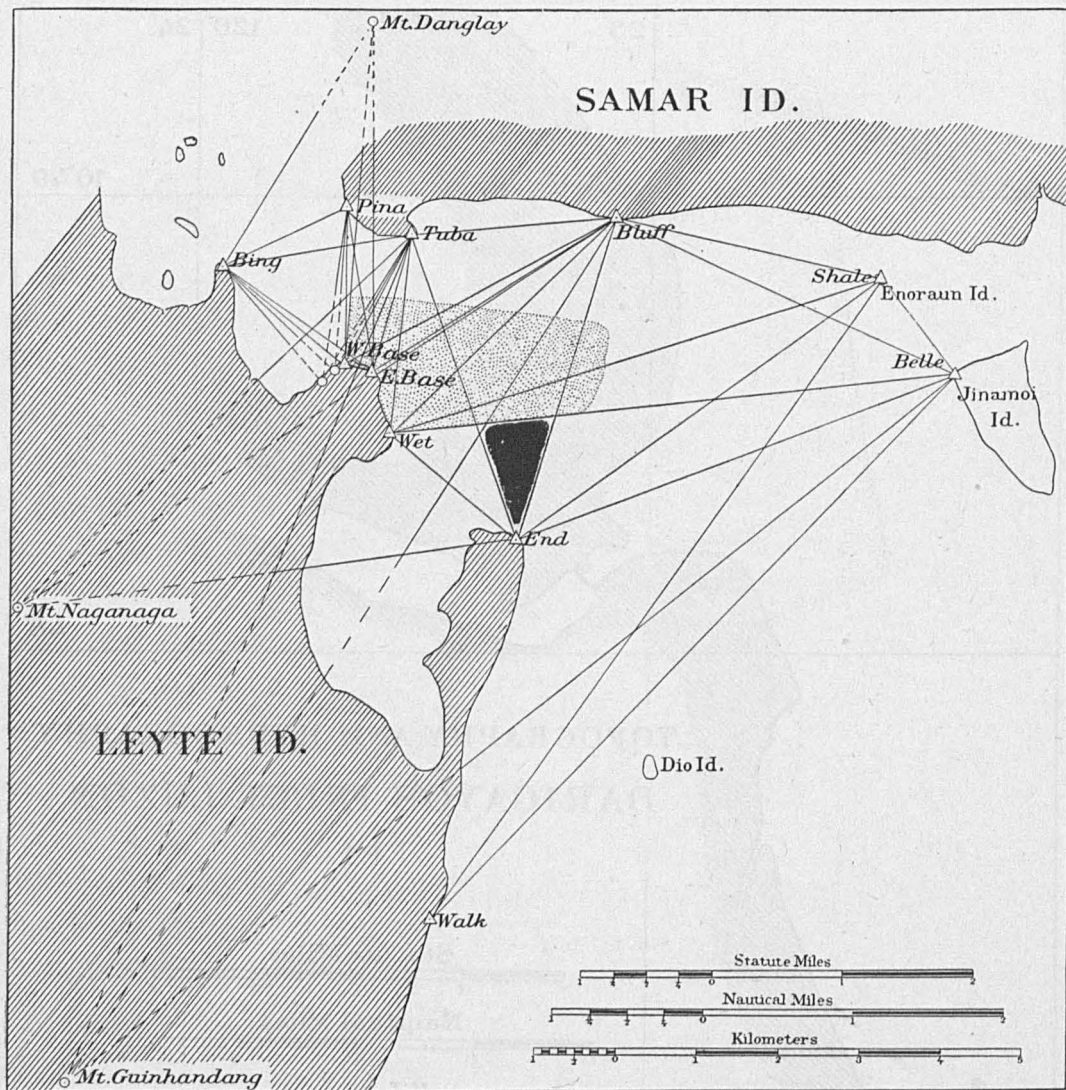 Mt. Danglay
SAMAR ID.
Pina
Tuba
Bluff
Bing
Shale
Enoraun Id.
W. Base
E. Base
Belle
Jinamoi
Id.
Wet
End
Mt. Naganaga
LEYTE ID.
Dio Id.
Walk
Statute Miles
Nautical Miles
Kilometers
Mt. Guinhandang